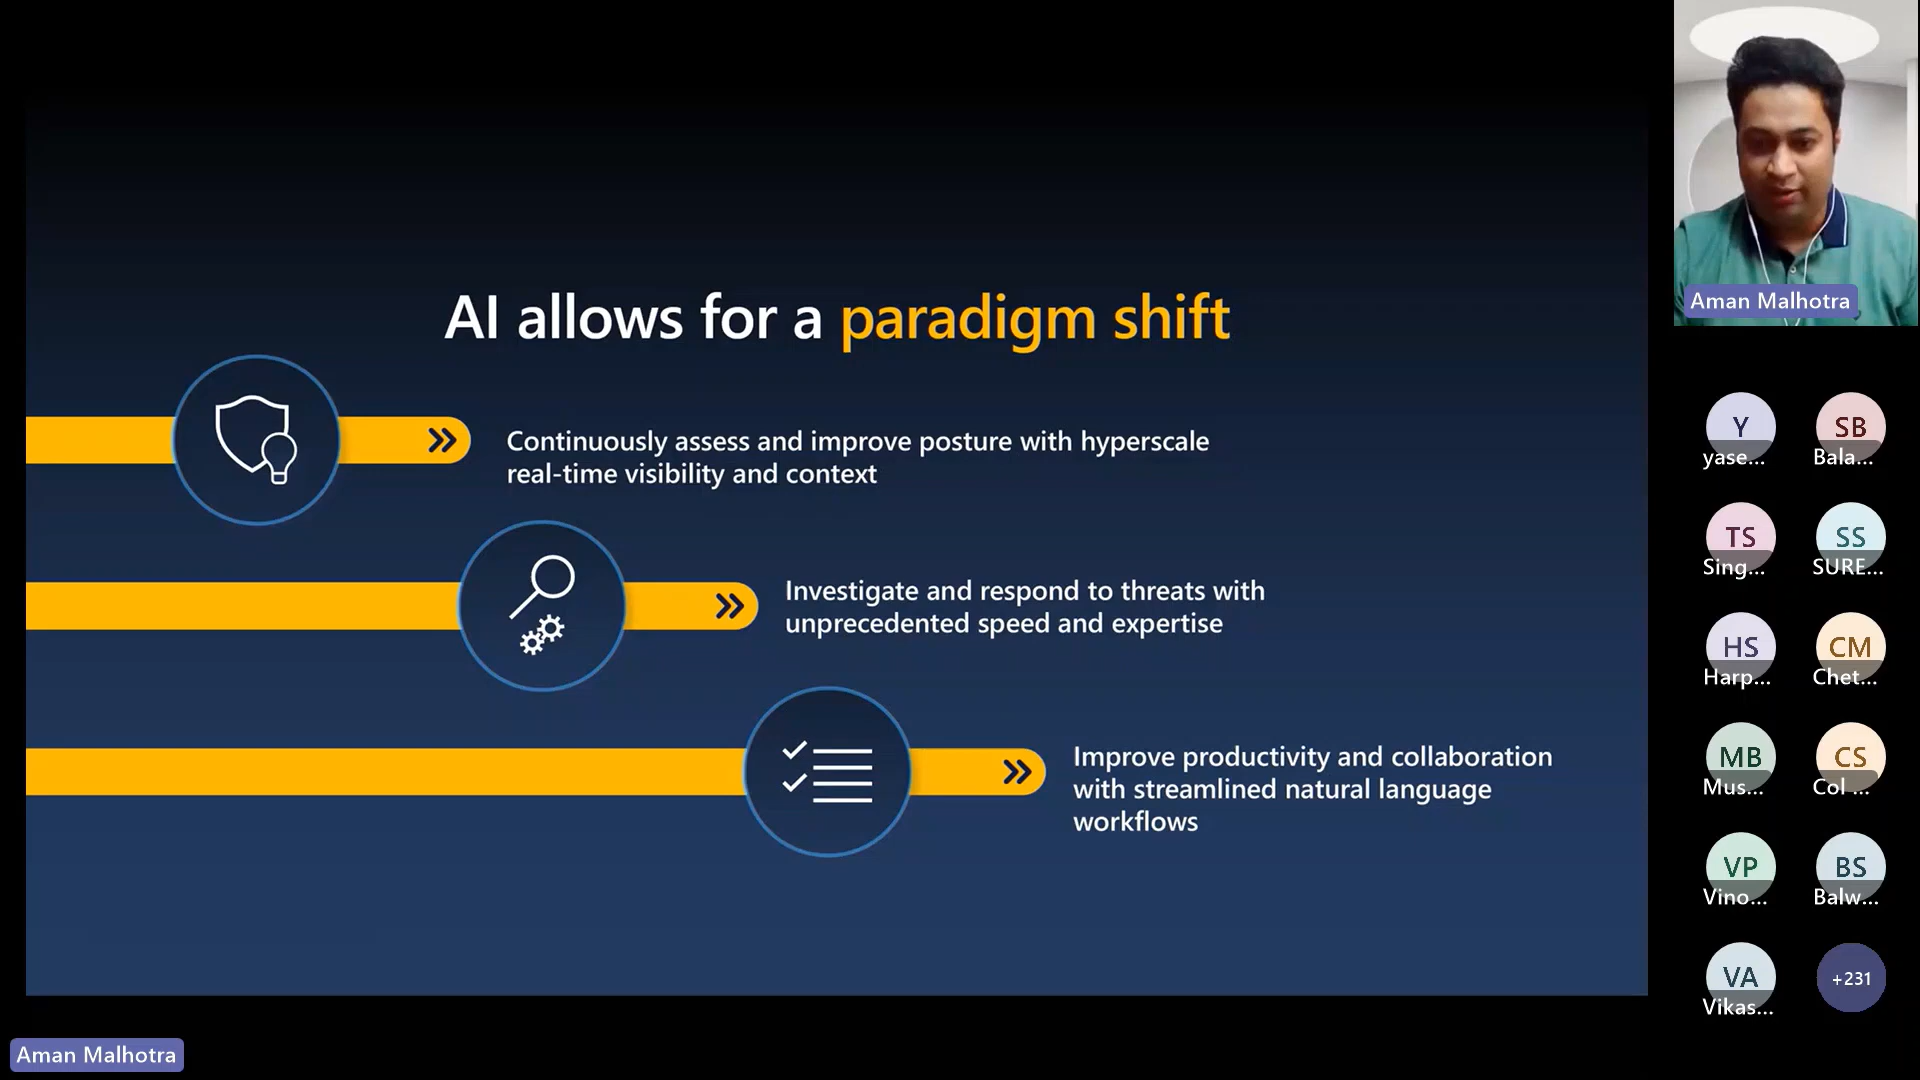 AI allows for a paradigm shift
Continuously assess and improve posture with hyperscale
real-time visibility and context
Investigate and respond to threats with
unprecedented speed and expertise
Improve productivity and collaboration
with streamlined natural language
workflows
Aman Malhotra
Aman Malhotra
Y
yase...
SB
Bala...
TS
Sing...
SS
SURE...
HS
Harp...
CM
Chet...
MB
Mus...
CS
Col ...
VP
Vino...
BS
Balw...
VA
Vikas...
+231